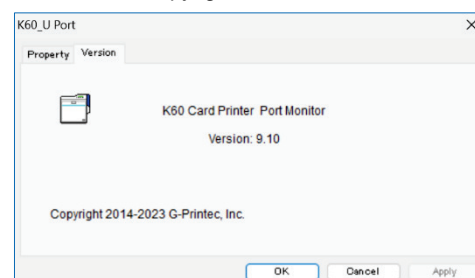 K60_U Port
Property Version
K60 Card Printer Port Monitor
Version: 9.10
Copyright 2014-2023 G-Printec, Inc.
OK Cancel Apply